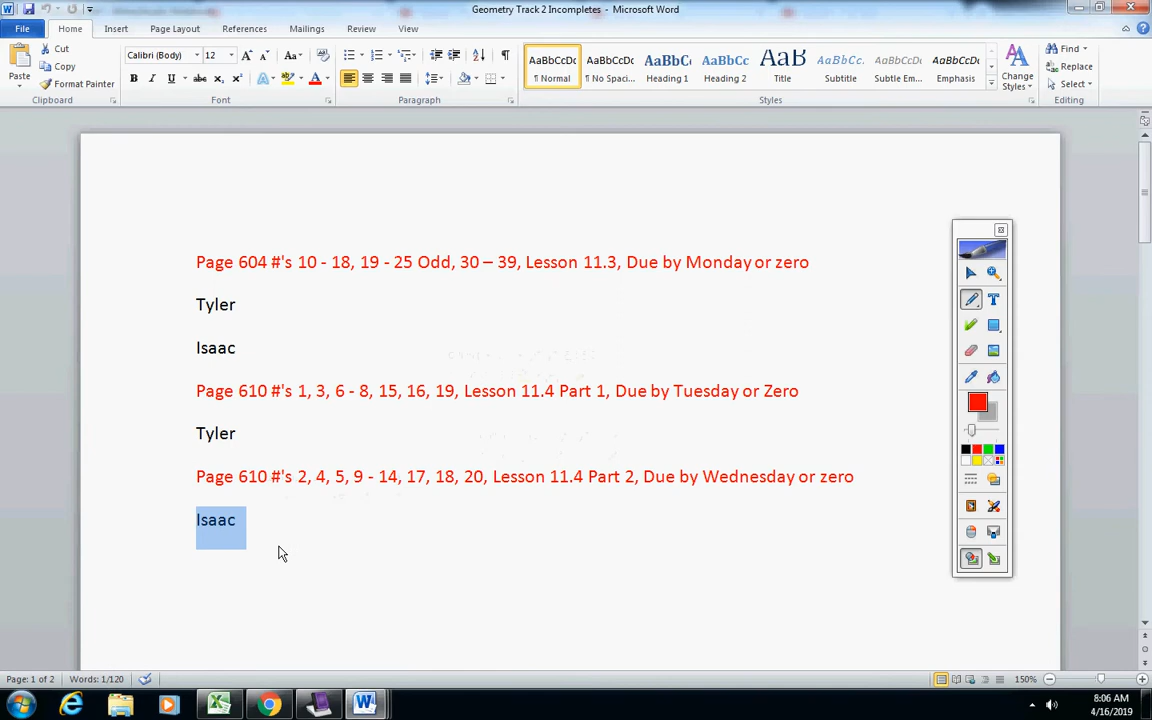 Geometry Track 2 Incompletes - Microsoft Word
File Home Insert Page Layout References Mailings Review View
Cut
Copy
Format Painter
Paste
Clipboard
Calibri (Body) 12
Font
Paragraph
AaBbCcDc AaBbCcDc AaBbC AaBbCc AaB AaBbCc. AaBbCcDc AaBbCcDc
¶ Normal ¶ No Spaci... Heading 1 Heading 2 Title Subtitle Subtle Em... Emphasis
Styles
Change Styles
Find
Replace
Select
Editing
Page 604 #'s 10 - 18, 19 - 25 Odd, 30 – 39, Lesson 11.3, Due by Monday or zero
Tyler
Isaac
Page 610 #'s 1, 3, 6 - 8, 15, 16, 19, Lesson 11.4 Part 1, Due by Tuesday or Zero
Tyler
Page 610 #'s 2, 4, 5, 9 - 14, 17, 18, 20, Lesson 11.4 Part 2, Due by Wednesday or zero
Isaac
Page: 1 of 2 Words: 1/120 150%
8:06 AM
4/16/2019